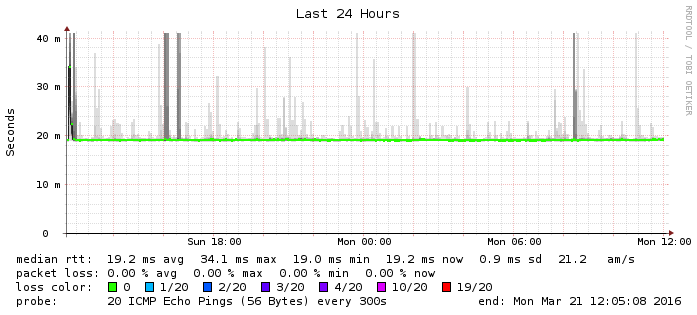 Last 24 Hours
RRDTOOL / TOBI OETIKER
Seconds
40 m
30 m
20 m
10 m
0
Sun 18:00 Mon 00:00 Mon 06:00 Mon 12:00
median rtt: 19.2 ms avg 34.1 ms max 19.0 ms min 19.2 ms now 0.9 ms sd 21.2 am/s
packet loss: 0.00 % avg 0.00 % max 0.00 % min 0.00 % now
loss color: 0 1/20 2/20 3/20 4/20 10/20 19/20
probe: 20 ICMP Echo Pings (56 Bytes) every 300s end: Mon Mar 21 12:05:08 2016